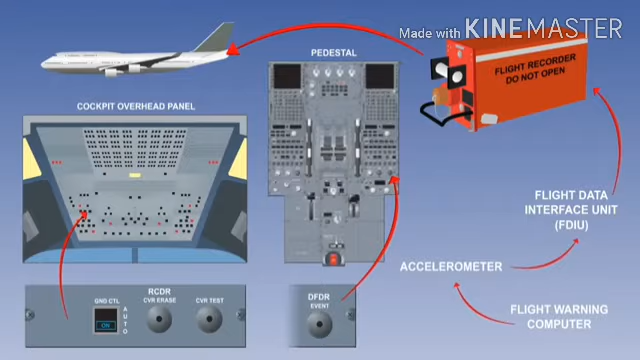 Made with KINEMASTER
PEDESTAL
FLIGHT RECORDER
DO NOT OPEN
COCKPIT OVERHEAD PANEL
FLIGHT DATA
INTERFACE UNIT
(FDIU)
ACCELEROMETER
FLIGHT WARNING
COMPUTER
RCDR
GND CTL
CVR ERASE
CVR TEST
AUTO
ON
DFDR
EVENT